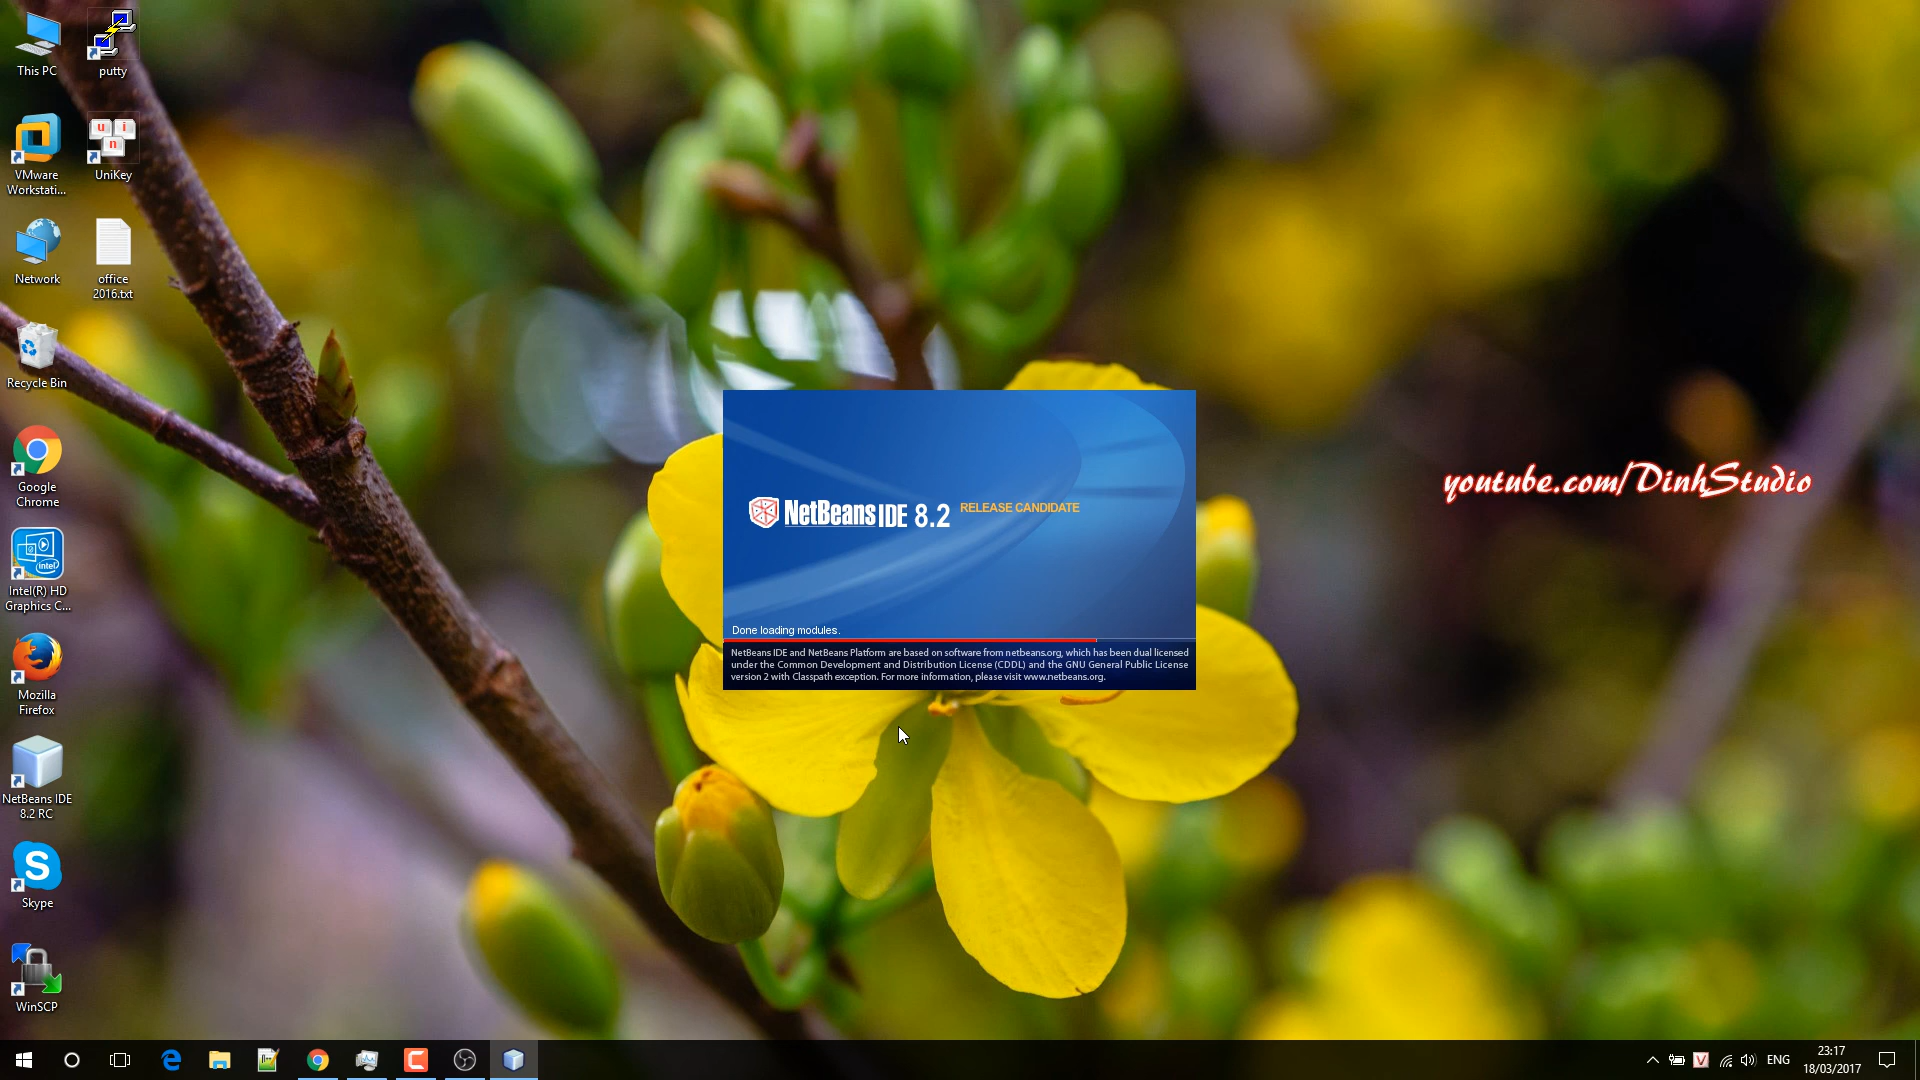 This PC
putty
VMware
Workstati...
UniKey
Network
office
2016.txt
Recycle Bin
Google
Chrome
Intel(R) HD
Graphics C...
Mozilla
Firefox
NetBeans IDE
8.2 RC
Skype
WinSCP
NetBeans IDE 8.2 RELEASE CANDIDATE
Done loading modules.
NetBeans IDE and NetBeans Platform are based on software from netbeans.org, which has been dual licensed
under the Common Development and Distribution License (CDDL) and the GNU General Public License
version 2 with Classpath exception. For more information, please visit www.netbeans.org.
youtube.com/DinhStudio
ENG
23:17
18/03/2017